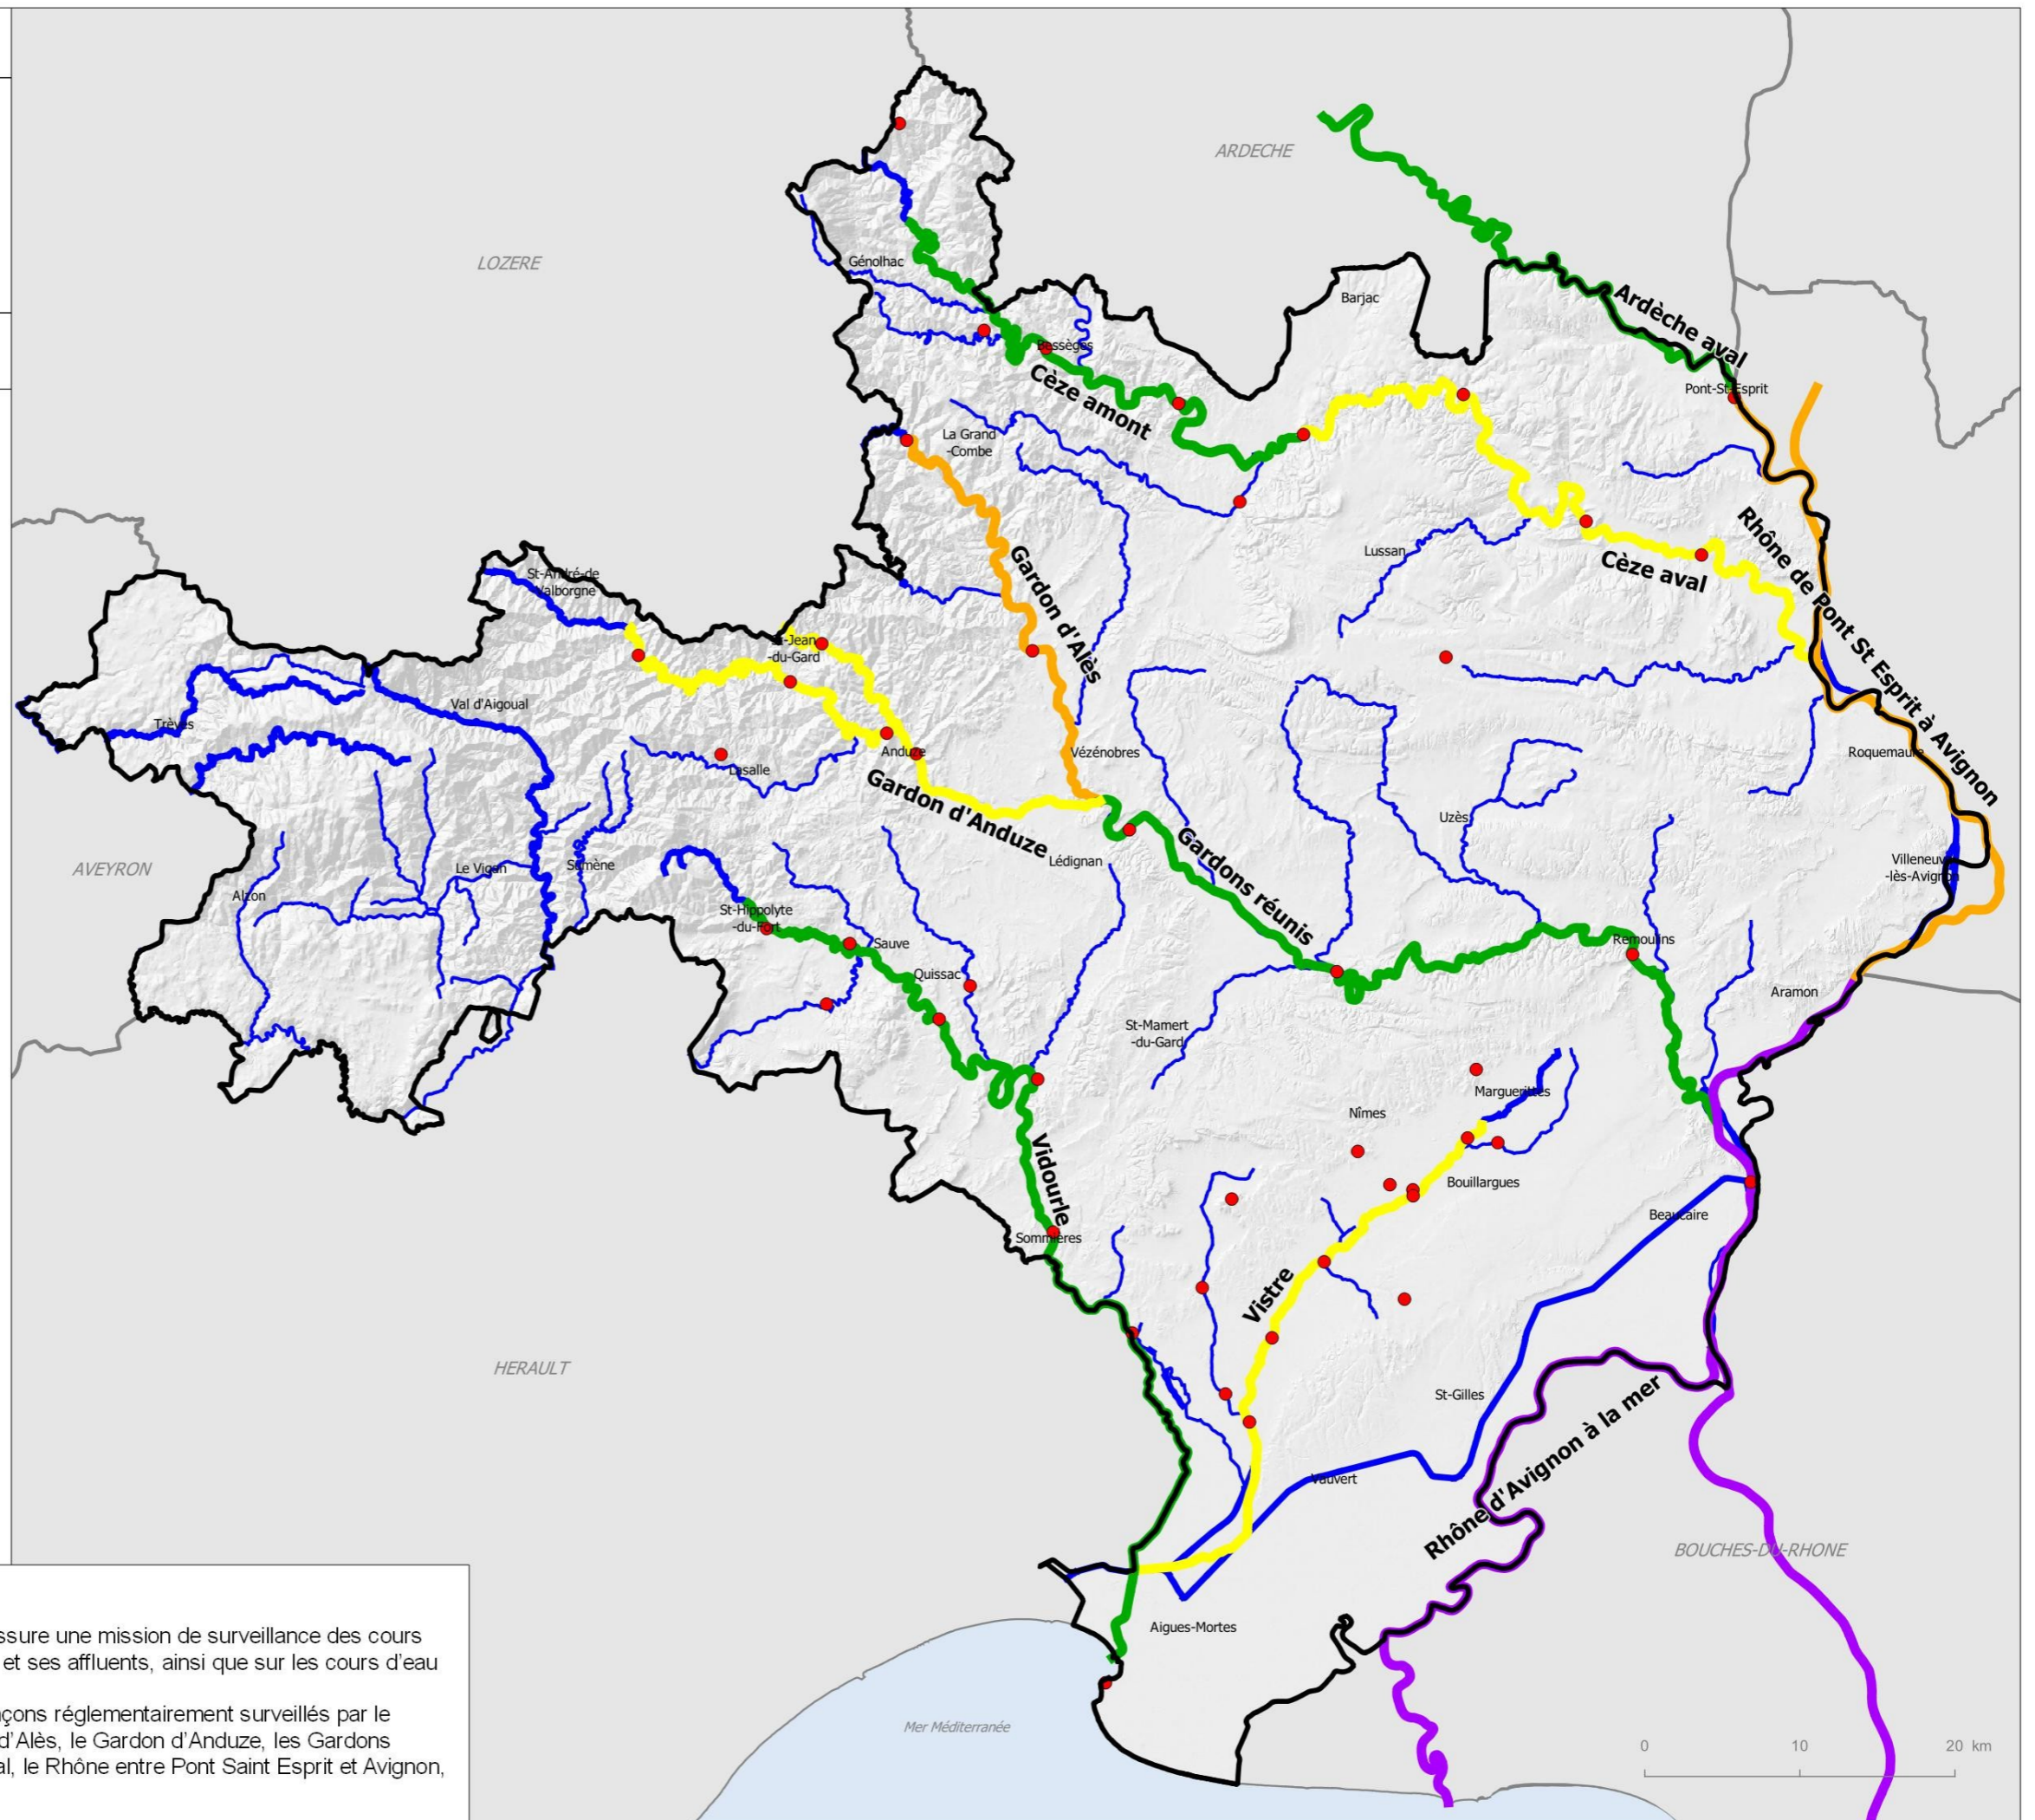 ARDECHE
LOZERE
Génolhac
Barjac
Ardèche aval
Bessèges
Cèze amont
Pont-St-Esprit
La Grand
-Combe
Rhône de Pont St Esprit à Avignon
Lussan
Cèze aval
Gardon d'Alès
St-André-de
Valborgne
St-Jean
-du-Gard
Val d'Aigoual
Trèves
Anduze
Vézénobres
Roquemaure
Lasalle
Gardon d'Anduze
Uzès
Gardons réunis
Lédignan
Villeneuve
-lès-Avignon
AVEYRON
Le Vigan
Sumène
Alzon
St-Hippolyte
-du-Fort
Sauve
Remoulins
Quissac
Aramon
St-Mamert
-du-Gard
Marguerittes
Nîmes
Vidourle
Bouillargues
Beaucaire
Sommières
Vistre
HERAULT
St-Gilles
Rhône d'Avignon à la mer
Vauvert
BOUCHES-DU-RHONE
Aigues-Mortes
Mer Méditerranée
0 10 20 km
ssure une mission de surveillance des cours
et ses affluents, ainsi que sur les cours d'eau
nçons réglementairement surveillés par le
d'Alès, le Gardon d'Anduze, les Gardons
al, le Rhône entre Pont Saint Esprit et Avignon,